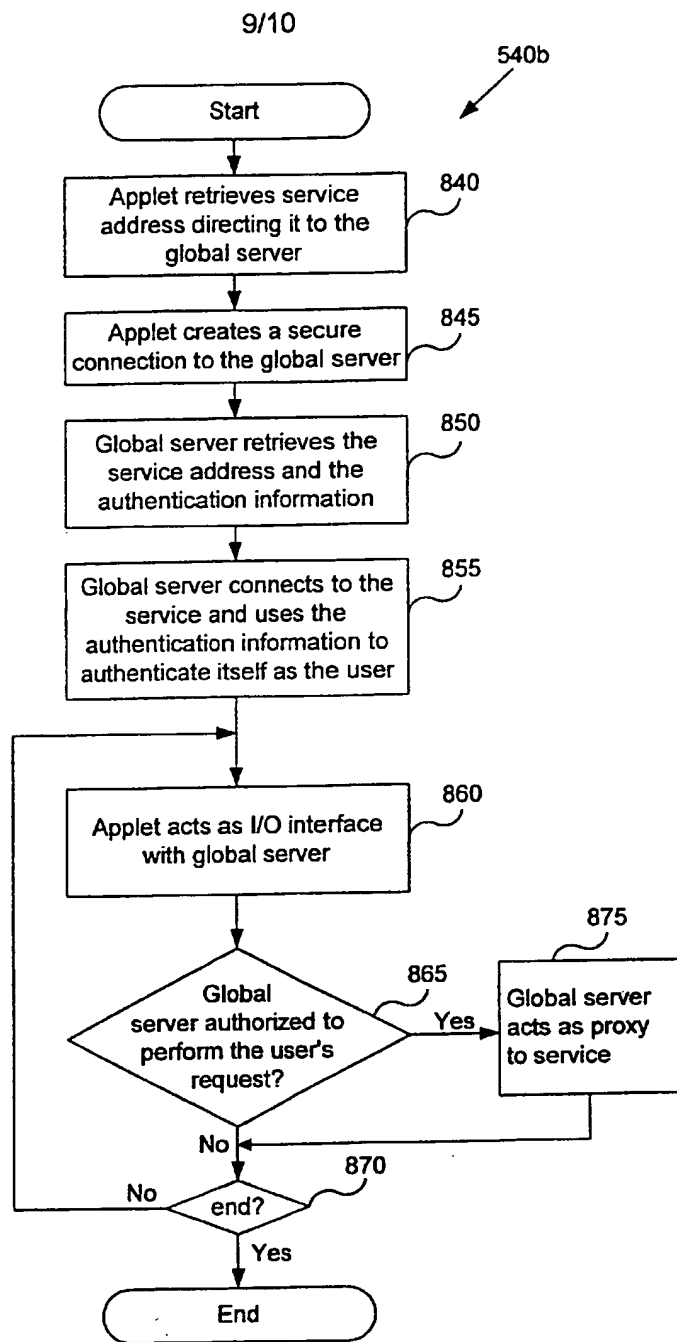 9/10
540b
Start
Applet retrieves service
address directing it to the
global server
840
Applet creates a secure
connection to the global server
845
Global server retrieves the
service address and the
authentication information
850
Global server connects to the
service and uses the
authentication information to
authenticate itself as the user
855
Applet acts as I/O interface
with global server
860
Global
server authorized to
perform the user's
request?
865
Yes
Global server
acts as proxy
to service
875
No
end?
870
No
Yes
End